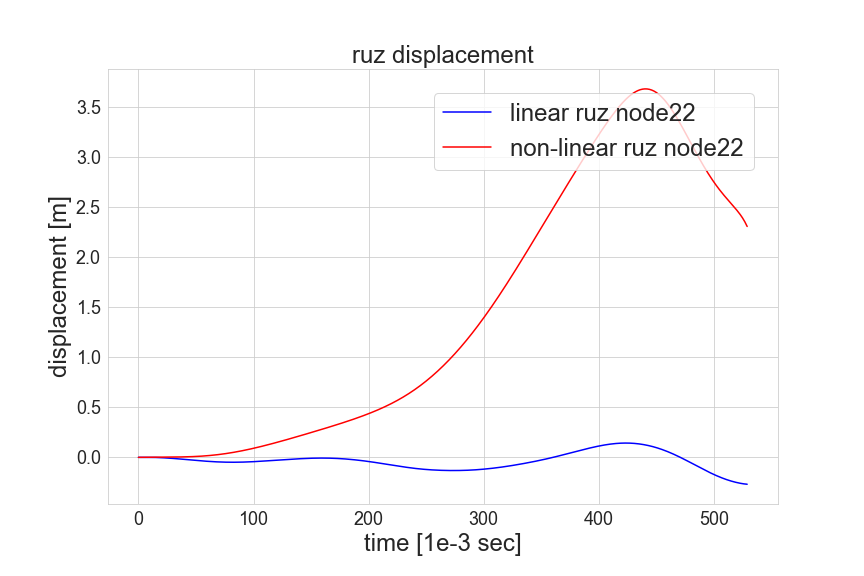 ruz displacement
linear ruz node22
non-linear ruz node22
displacement [m]
3.5
3.0
2.5
2.0
1.5
1.0
0.5
0.0
0 100 200 300 400 500
time [1e-3 sec]